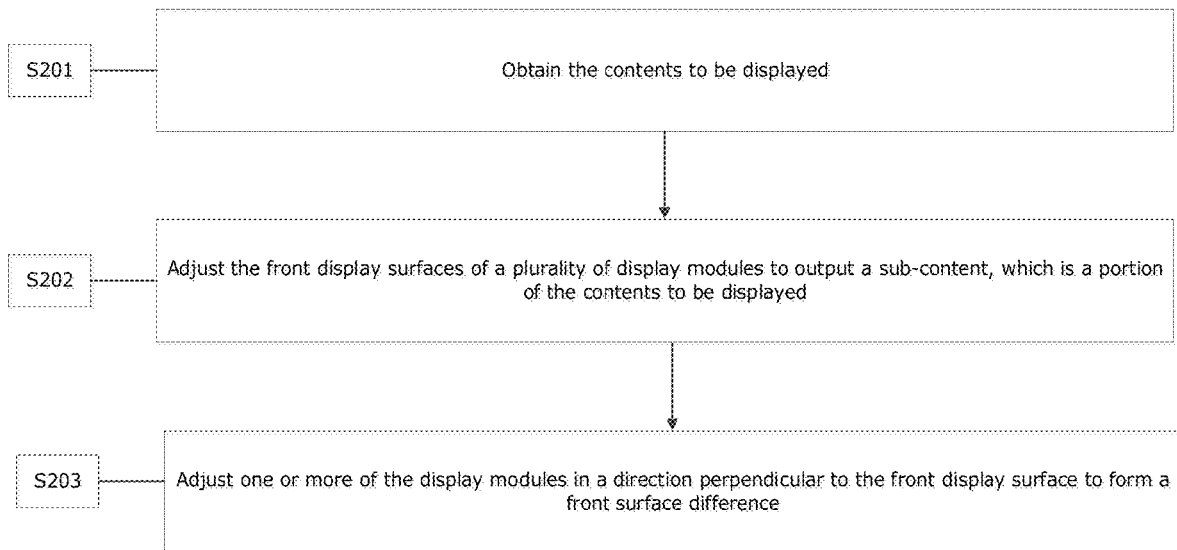 S201
Obtain the contents to be displayed
S202
Adjust the front display surfaces of a plurality of display modules to output a sub-content, which is a portion
of the contents to be displayed
S203
Adjust one or more of the display modules in a direction perpendicular to the front display surface to form a
front surface difference